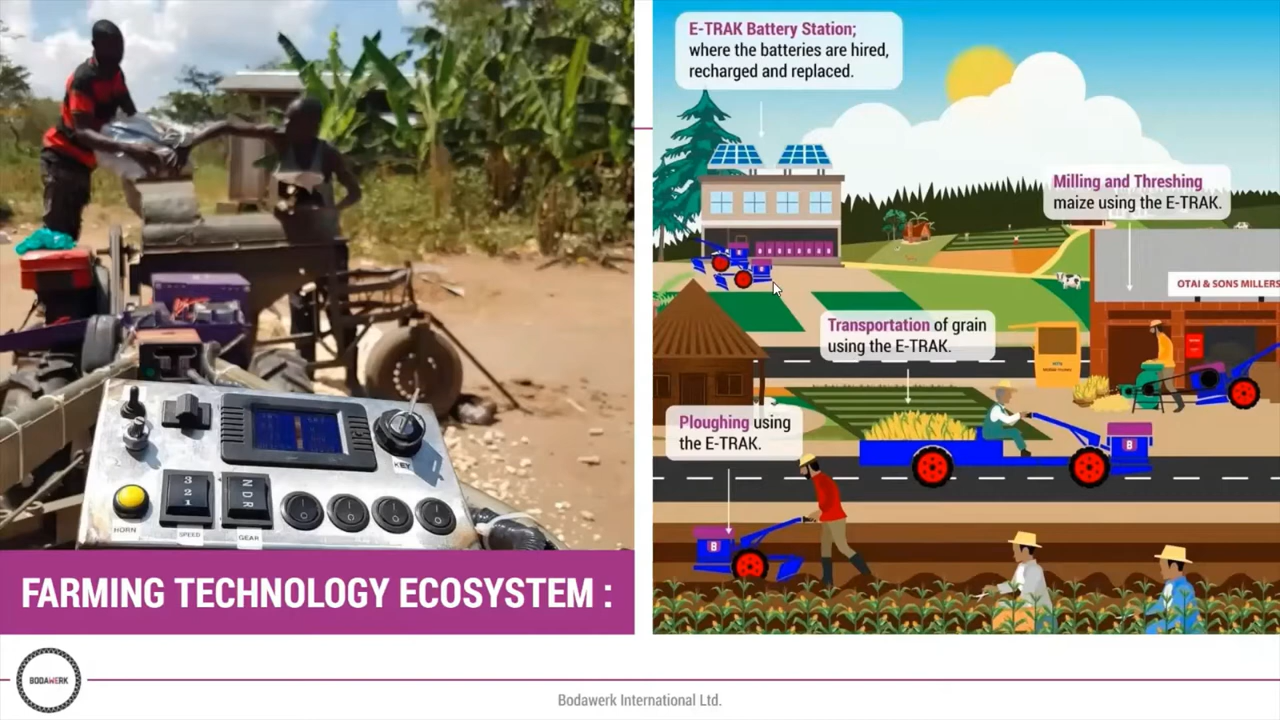 KEY
3
2
1
N
D
R
HORN
SPEED
GEAR
FARMING TECHNOLOGY ECOSYSTEM :
E-TRAK Battery Station;
where the batteries are hired,
recharged and replaced.
Milling and Threshing
maize using the E-TRAK.
OTAI & SONS MILLERS
Transportation of grain
using the E-TRAK.
Ploughing using
the E-TRAK.
B
B
BODAWERK
Bodawerk International Ltd.